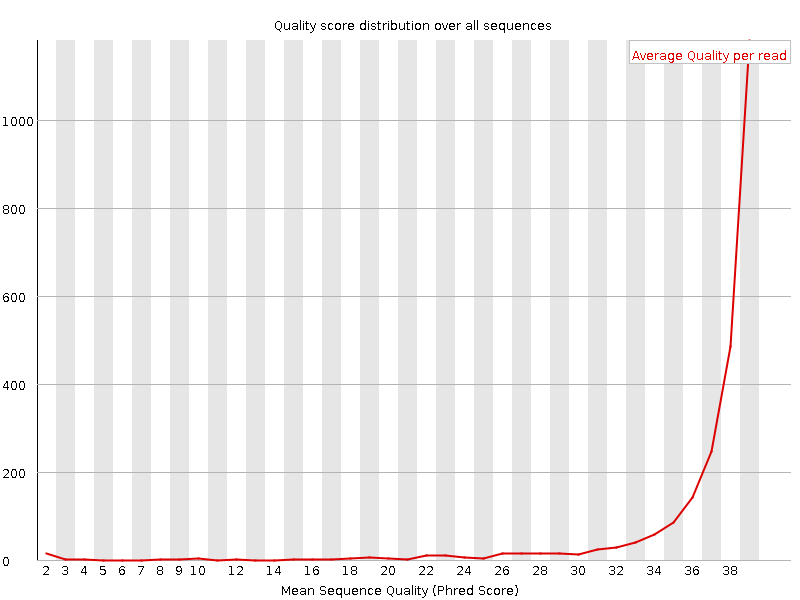 Quality score distribution over all sequences
Average Quality per read
1000
800
600
400
200
0
2 3 4 5 6 7 8 9 10 12 14 16 18 20 22 24 26 28 30 32 34 36 38
Mean Sequence Quality (Phred Score)